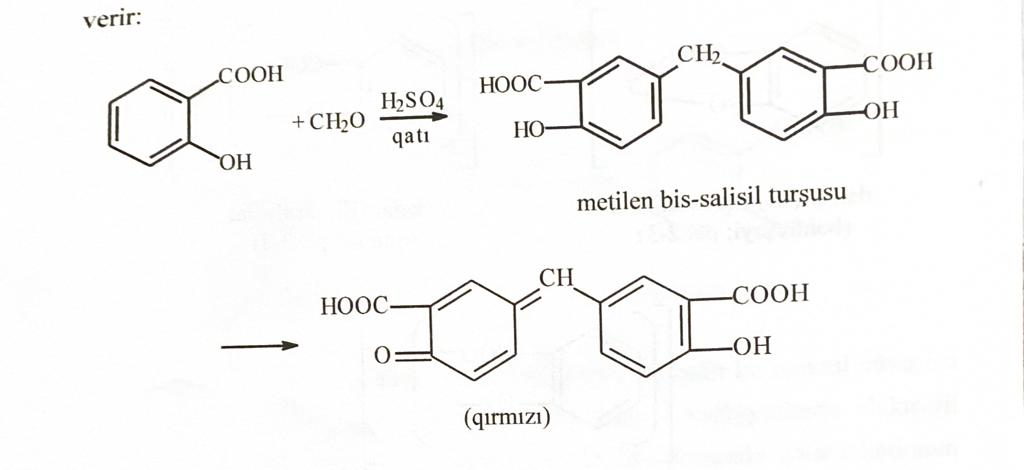 verir:
COOH
OH
+ CH₂O
H₂SO₄
qatı
HOOC
HO
CH₂
COOH
OH
metilen bis-salisil turşusu
HOOC
O
CH
COOH
OH
(qırmızı)